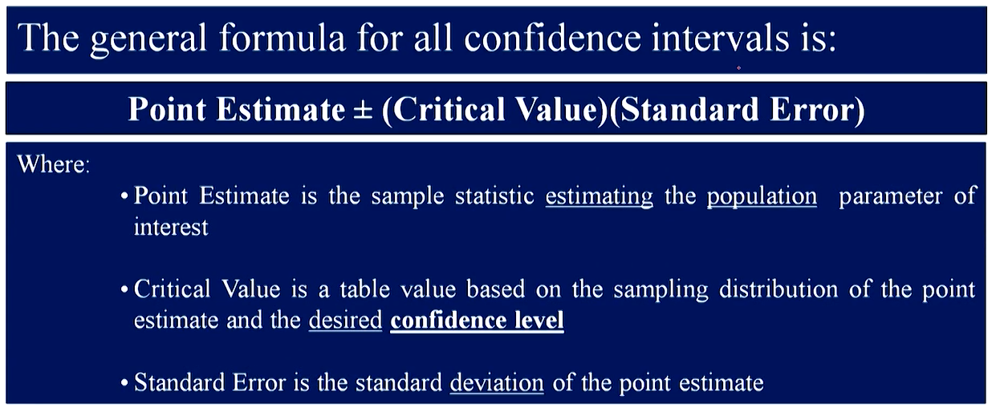 The general formula for all confidence intervals is:
Point Estimate ± (Critical Value)(Standard Error)
Where:
• Point Estimate is the sample statistic estimating the population parameter of
interest
• Critical Value is a table value based on the sampling distribution of the point
estimate and the desired confidence level
• Standard Error is the standard deviation of the point estimate